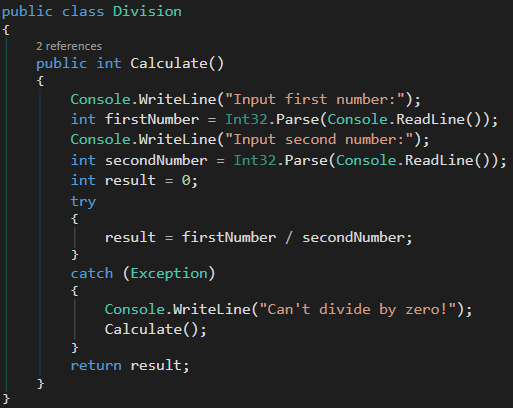 public class Division
{
2 references
public int Calculate()
{
Console.WriteLine("Input first number:");
int firstNumber = Int32.Parse(Console.ReadLine());
Console.WriteLine("Input second number:");
int secondNumber = Int32.Parse(Console.ReadLine());
int result = 0;
try
{
result = firstNumber / secondNumber;
}
catch (Exception)
{
Console.WriteLine("Can't divide by zero!");
Calculate();
}
return result;
}
}